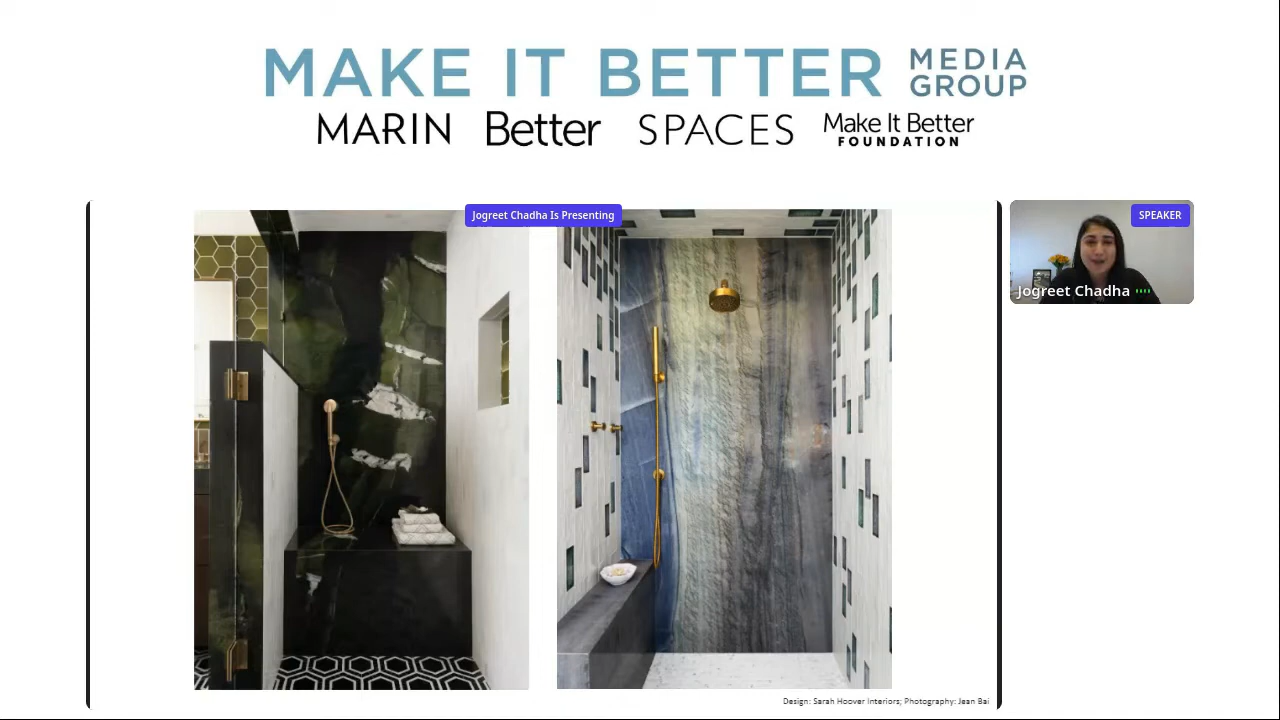 MAKE IT BETTER MEDIA GROUP
MARIN Better SPACES Make It Better FOUNDATION
Jogreet Chadha Is Presenting
SPEAKER
Jogreet Chadha
Design: Sarah Hoover Interiors; Photography: Jean Bai